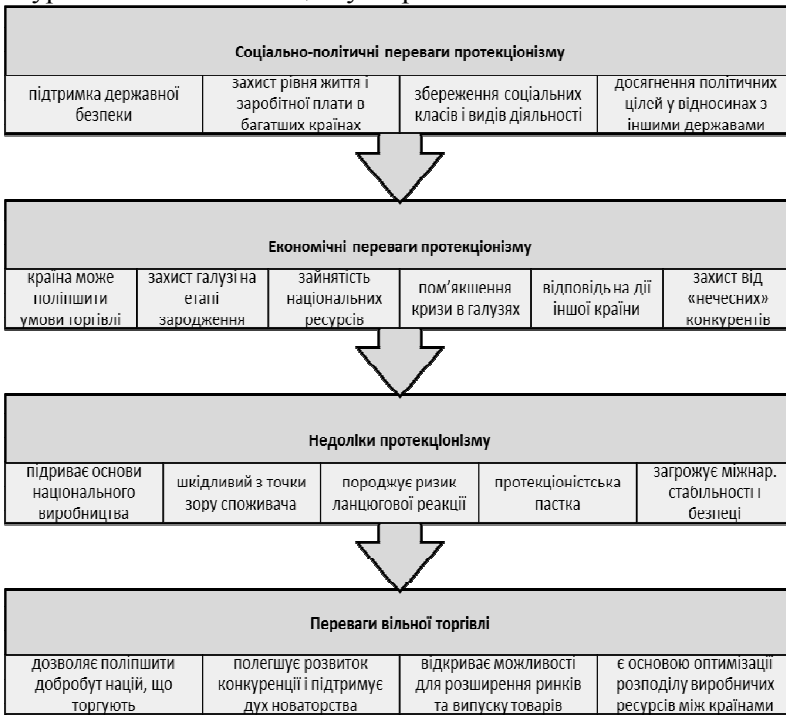 Соціально-політичні переваги протекціонізму
підтримка державної
безпеки
захист рівня життя і
заробітної плати в
багатших країнах
збереження соціальних
класів і видів діяльності
досягнення політичних
цілей у відносинах з
іншими державами
Економічні переваги протекціонізму
країна може
поліпшити
умови торгівлі
захист галузі на
етапі
зародження
зайнятість
національних
ресурсів
пом’якшення
кризи в галузях
відповідь на дії
іншої країни
захист від
«нечесних»
конкурентів
Недоліки протекціонізму
підриває основи
національного
виробництва
шкідливий з точки
зору споживача
породжує ризик
ланцюгової реакції
протекціоністська
пастка
загрожує міжнар.
стабільності і
безпеці
Переваги вільної торгівлі
дозволяє поліпшити
добробут націй, що
торгують
полегшує розвиток
конкуренції і підтримує
дух новаторства
відкриває можливості
для розширення ринків
та випуску товарів
є основою оптимізації
розподілу виробничих
ресурсів між країнами